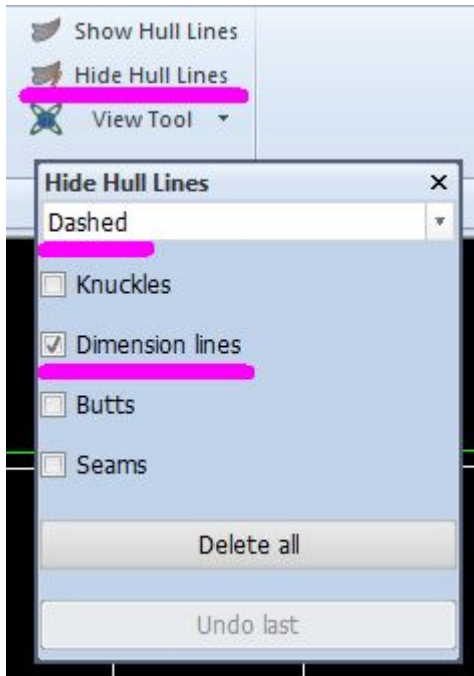 Show Hull Lines
Hide Hull Lines
View Tool
Hide Hull Lines
Dashed
Knuckles
Dimension lines
Butts
Seams
Delete all
Undo last